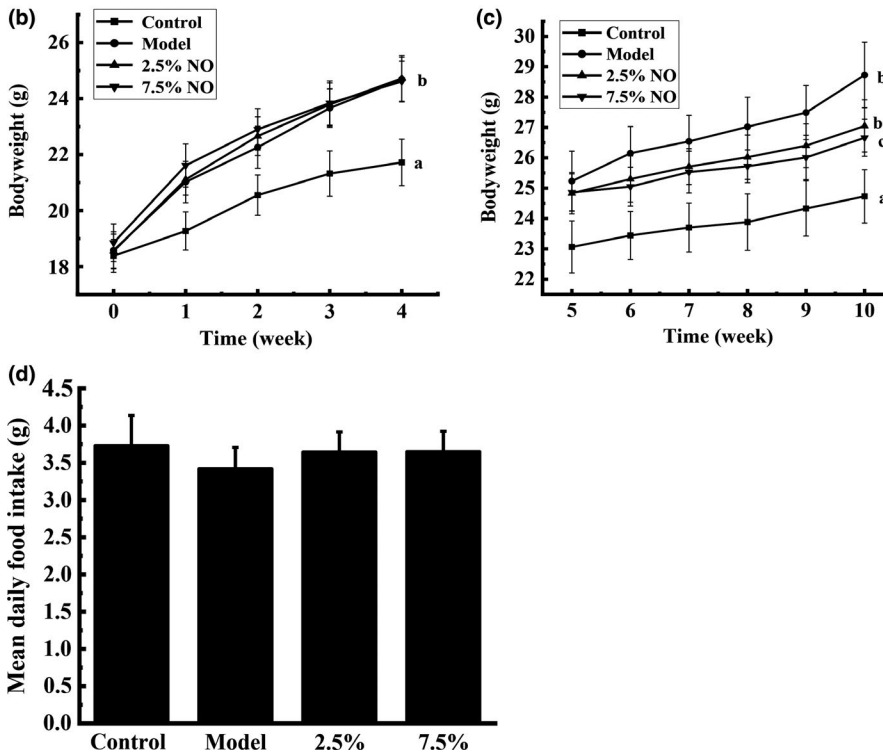 (b)
Control
Model
2.5% NO
7.5% NO
Bodyweight (g)
26
24
22
20
18
b
a
0 1 2 3 4
Time (week)
(c)
Control
Model
2.5% NO
7.5% NO
Bodyweight (g)
30
29
28
27
26
25
24
23
22
b
b
c
a
5 6 7 8 9 10
Time (week)
(d)
Mean daily food intake (g)
4.5
4.0
3.5
3.0
2.5
2.0
1.5
1.0
0.5
0.0
Control Model 2.5% 7.5%